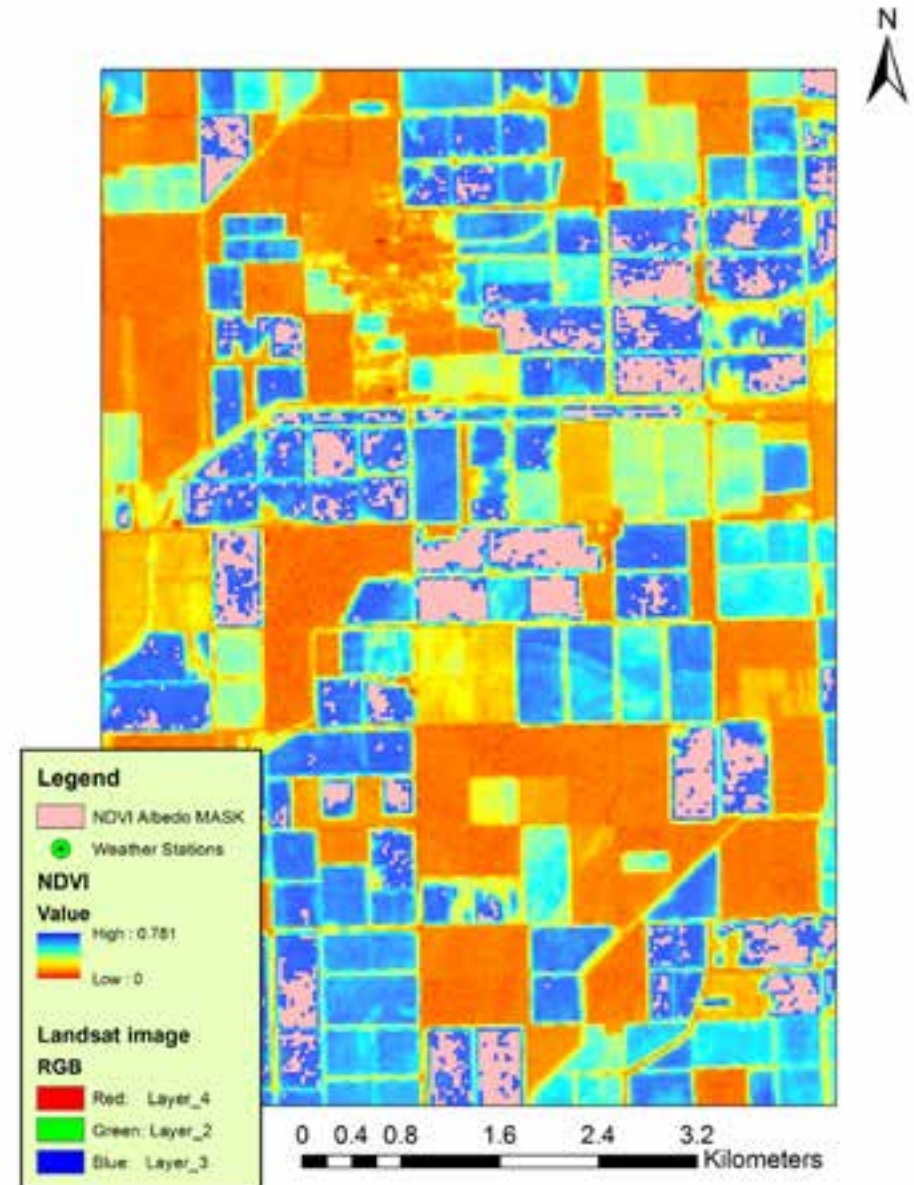 N
Legend
NDVI Albedo MASK
Weather Stations
NDVI
Value
High : 0.781
Low : 0
Landsat image
RGB
Red: Layer_4
Green: Layer_2
Blue: Layer_3
0 0.4 0.8 1.6 2.4 3.2
Kilometers